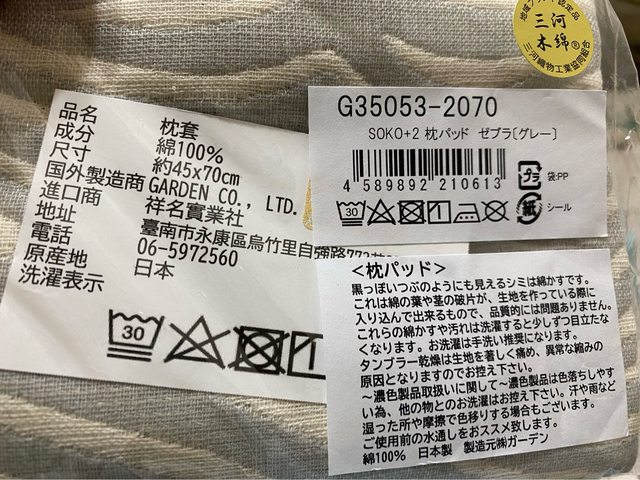 地域ブランド認定品
三河
木綿®
三河織物工業協同組合
G35053-2070
SOKO+2 枕パッド ゼブラ〔グレー〕
4 589892 210613
プラ
袋:PP
30
紙
シール
品名 枕套
成分 綿100%
尺寸 約45x70cm
国外製造商 GARDEN CO., LTD.
進口商 祥名實業社
地址 臺南市永康區烏竹里自強路
電話 06-5972560
原産地 日本
洗濯表示
30
＜枕パッド＞
黒っぽいつぶのようにも見えるシミは綿かすです。
これは綿の葉や茎の破片が、生地を作っている際に
入り込んで出来るもので、品質的には問題ありません。
これらの綿かすや汚れは洗濯すると少しずつ目立たな
くなります。お洗濯は手洗い推奨になります。
タンブラー乾燥は生地を著しく痛め、異常な縮みの
原因となりますのでお控え下さい。
～濃色製品取扱いに関して～濃色製品は色落ちしやす
い為、他の物とのお洗濯はお控え下さい。汗や雨など
湿った所や摩擦で色移りする場合もございます。
ご使用前の水通しをおススメ致します。
綿100% 日本製 製造元㈱ガーデン